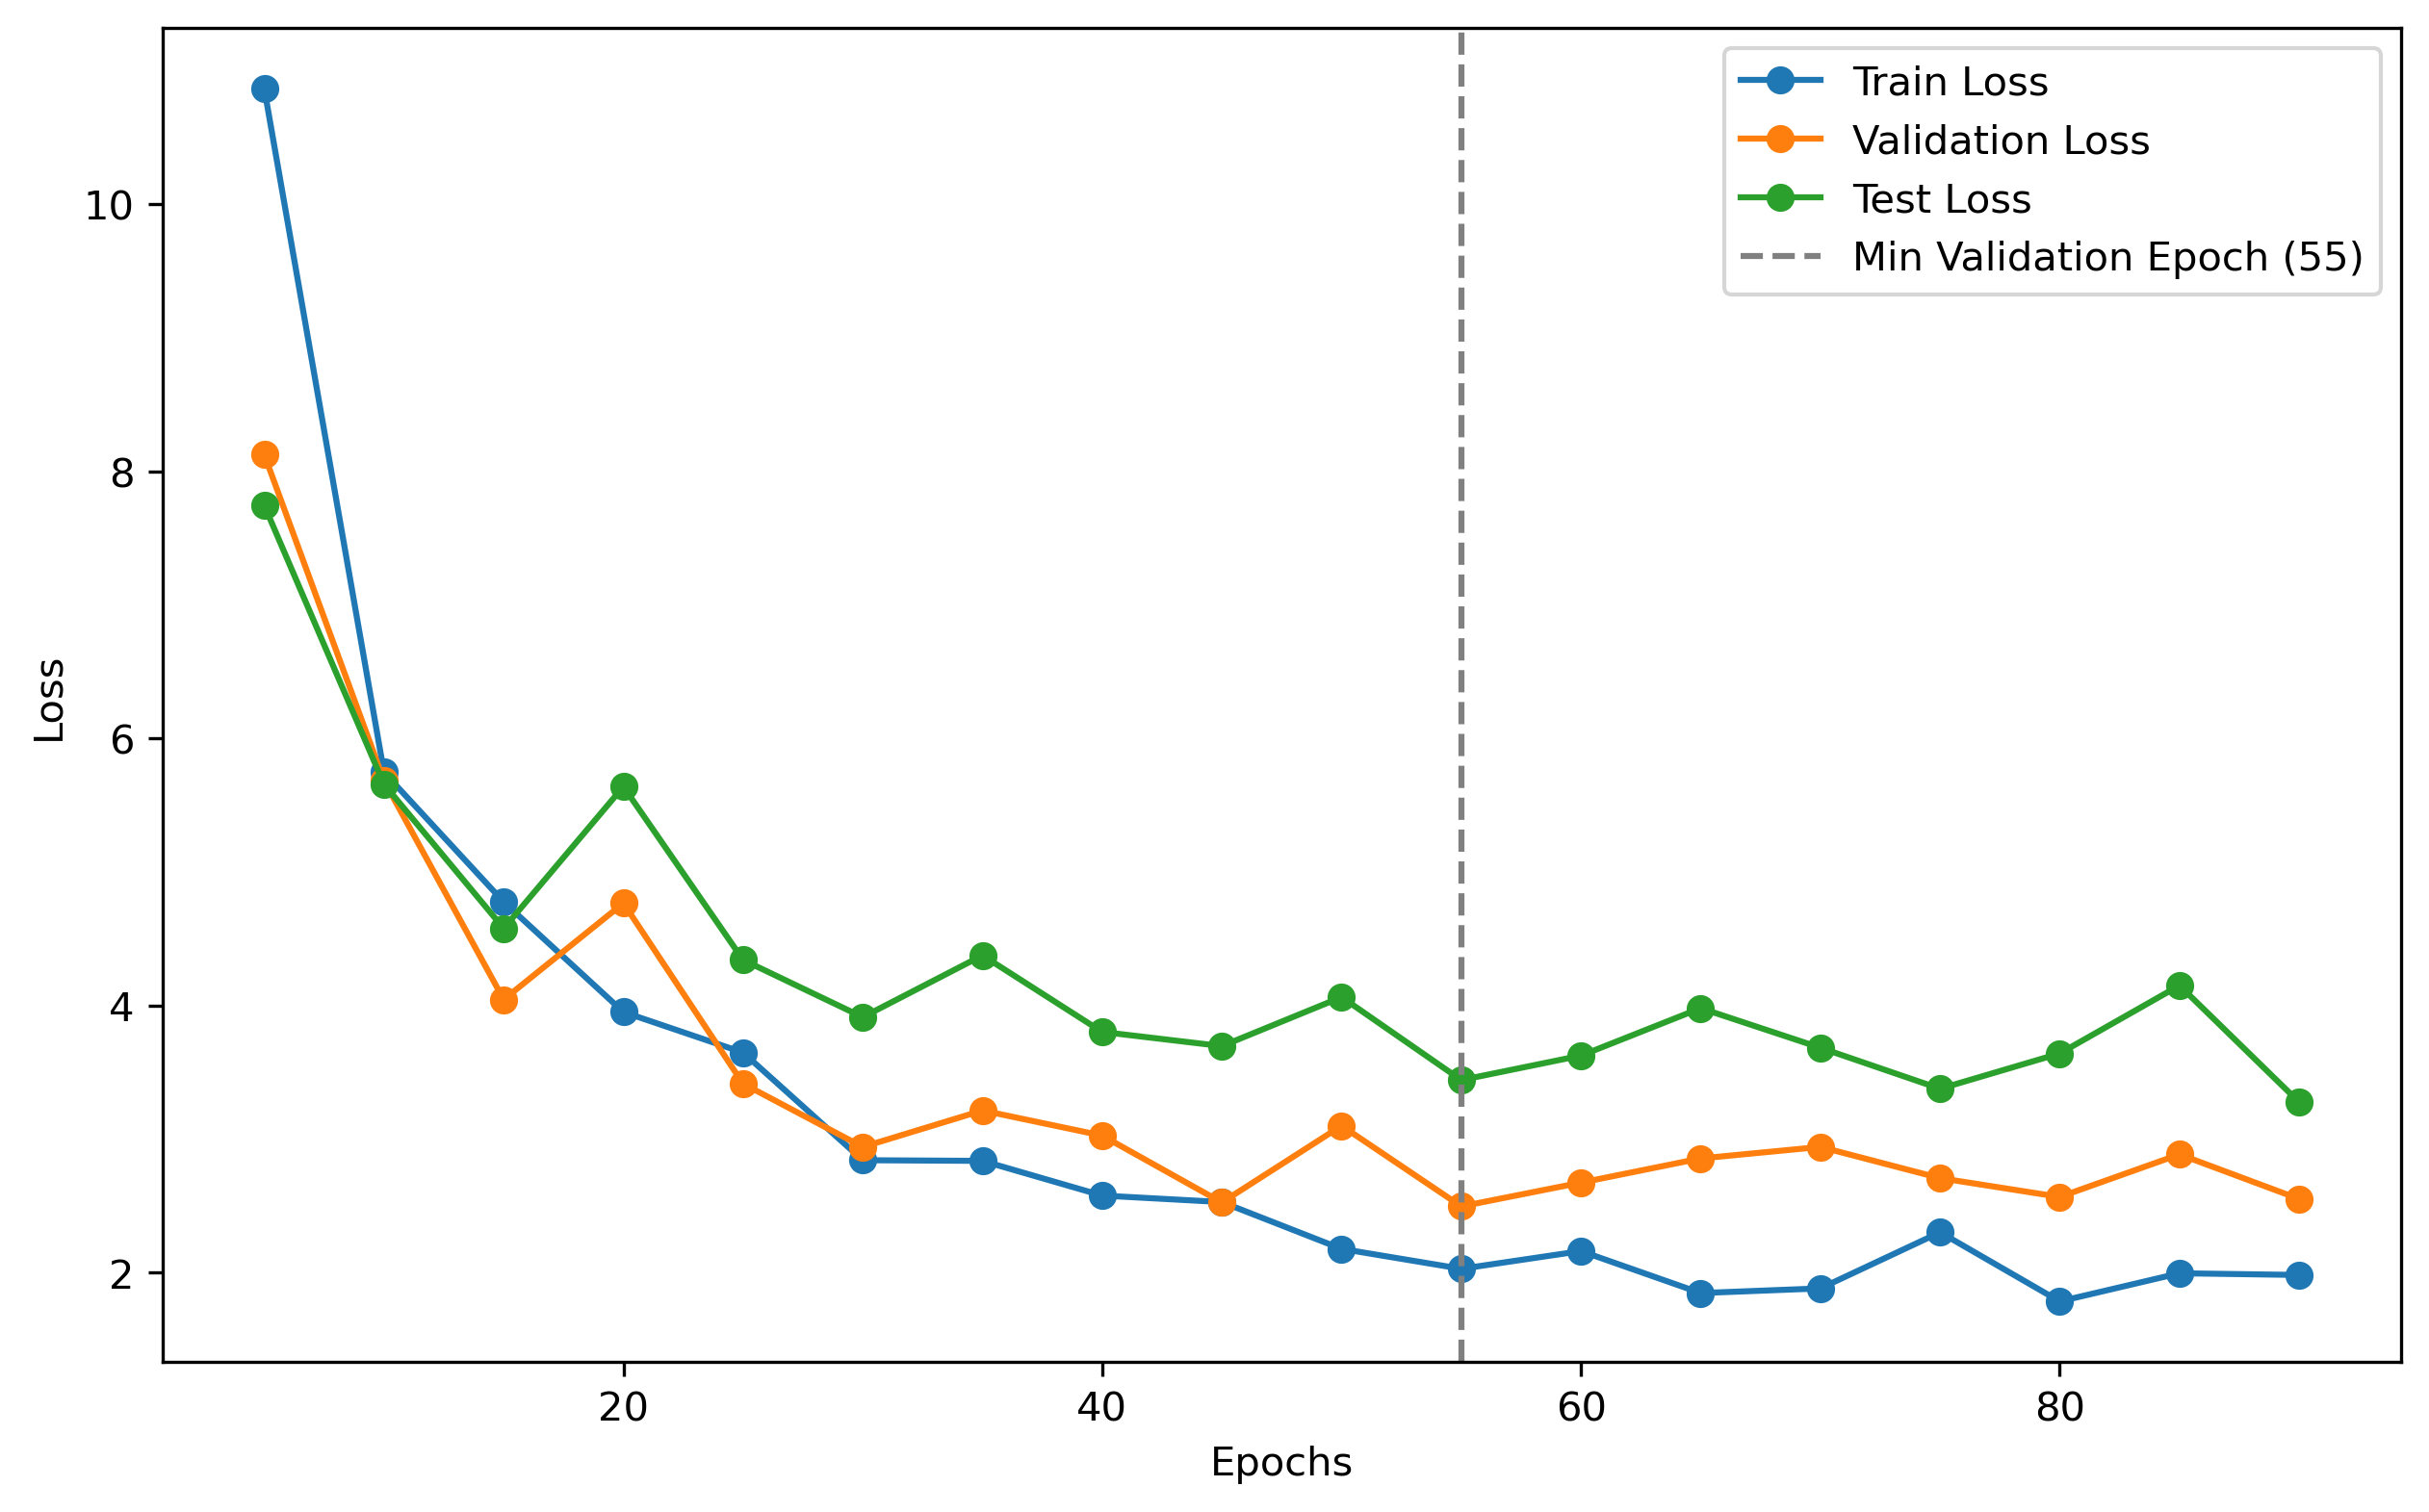 Train Loss
Validation Loss
Test Loss
Min Validation Epoch (55)
10
8
6
4
2
Loss
20 40 60 80
Epochs